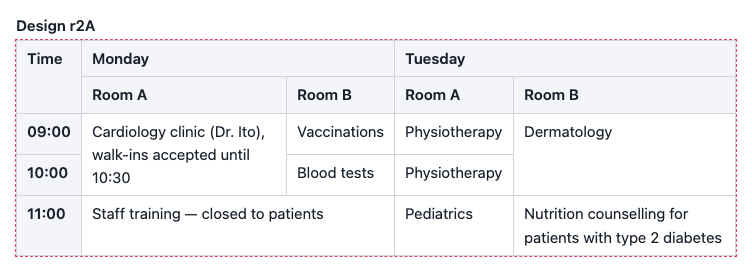 Design r2A
Time Monday Tuesday
Room A Room B Room A Room B
09:00 Cardiology clinic (Dr. Ito), Vaccinations Physiotherapy Dermatology
walk-ins accepted until
10:00 Blood tests Physiotherapy
10:30
11:00 Staff training — closed to patients Pediatrics Nutrition counselling for
patients with type 2 diabetes